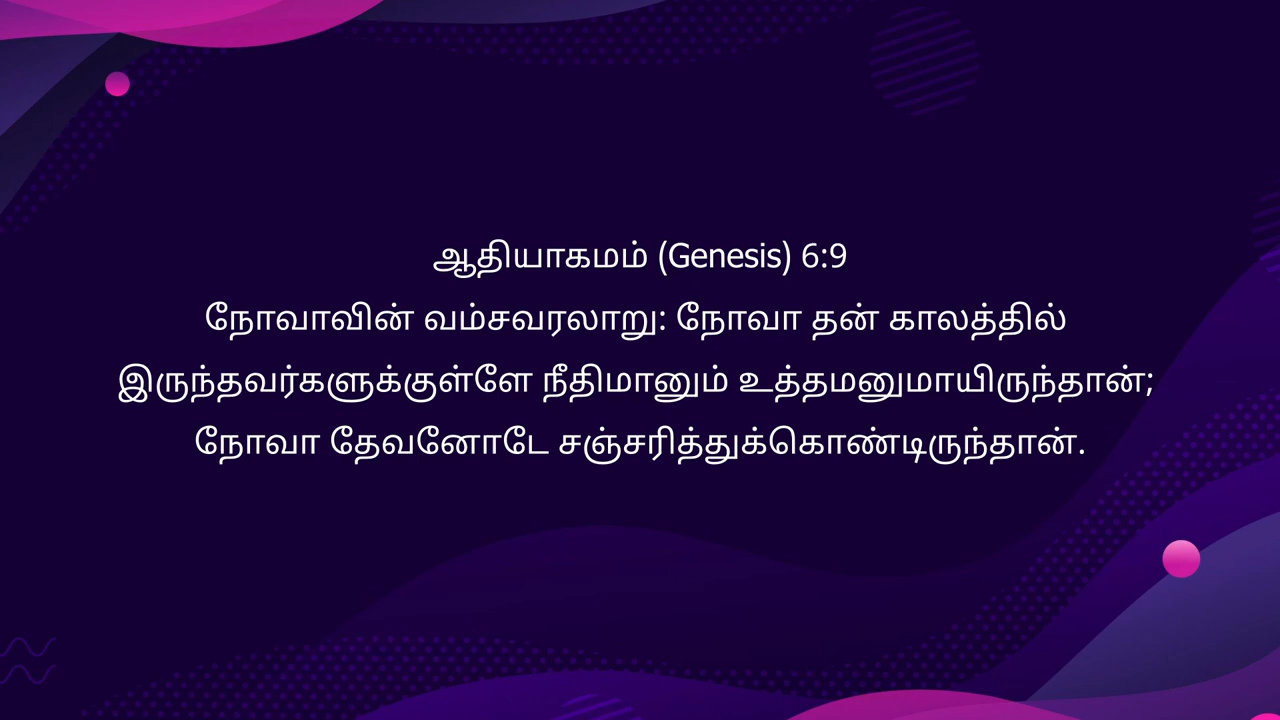 ஆதியாகமம் (Genesis) 6:9
நோவாவின் வம்சவரலாறு: நோவா தன் காலத்தில்
இருந்தவர்களுக்குள்ளே நீதிமானும் உத்தமனுமாயிருந்தான்;
நோவா தேவனோடே சஞ்சரித்துக்கொண்டிருந்தான்.